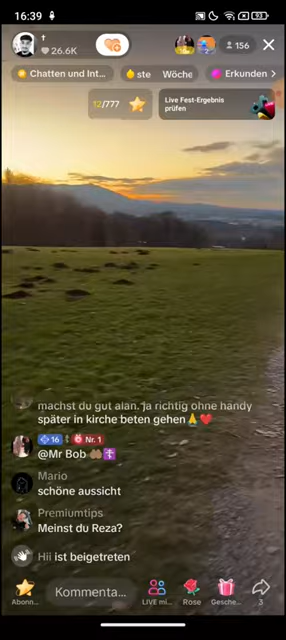 16:39
93
†
26.6K
156
Chatten und Int...
ste Woche
Erkunden
12/777
Live Fest-Ergebnis
prüfen
machst du gut alan. ja richtig ohne handy
später in kirche beten gehen🙏❤️
16 Nr. 1
@Mr Bob 🤲🏽✝️
Mario
schöne aussicht
Premiumtips
Meinst du Reza?
Hii ist beigetreten
Abonn...
Kommenta...
LIVE mi...
Rose
Gesche...
3